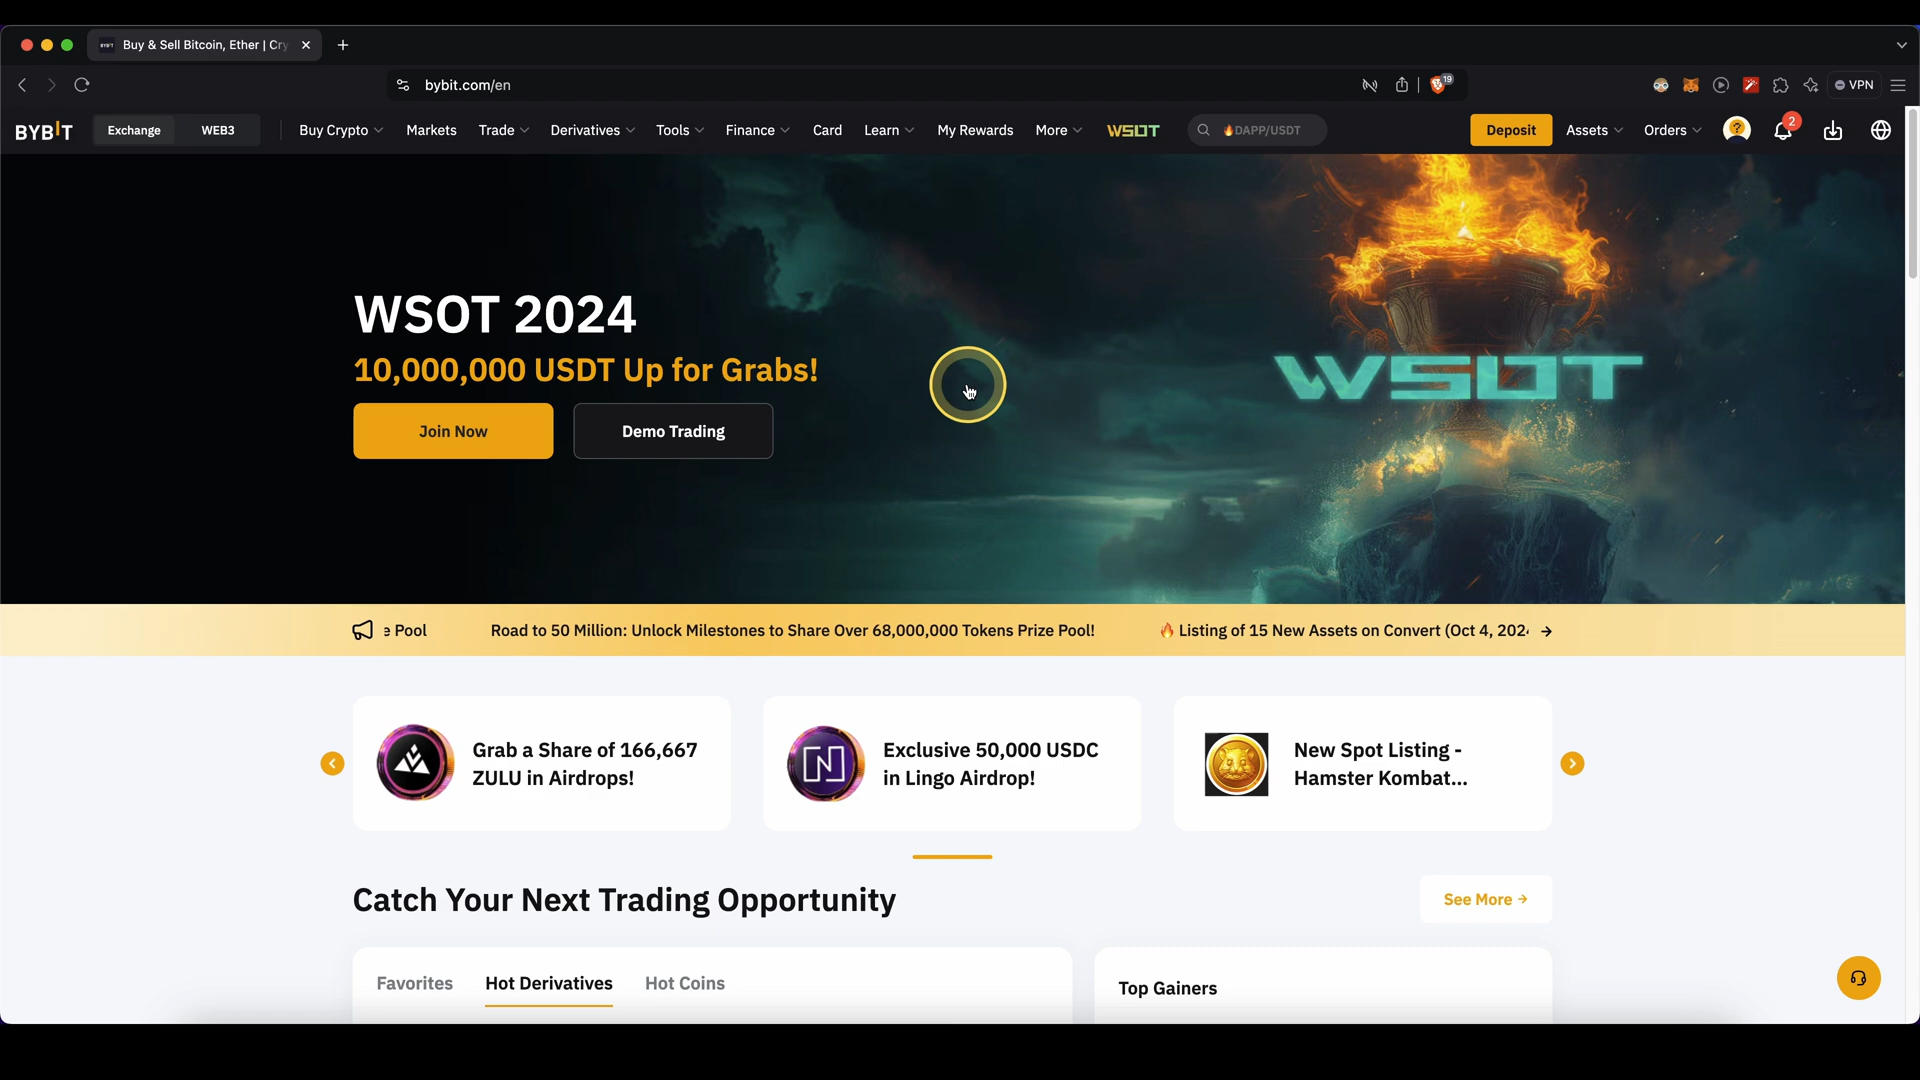 Buy & Sell Bitcoin, Ether | Cry
bybit.com/en
19
VPN
BYBIT
Exchange
WEB3
Buy Crypto
Markets
Trade
Derivatives
Tools
Finance
Card
Learn
My Rewards
More
WSOT
🔥DAPP/USDT
Deposit
Assets
Orders
2
WSOT 2024
10,000,000 USDT Up for Grabs!
Join Now
Demo Trading
WSOT
e Pool
Road to 50 Million: Unlock Milestones to Share Over 68,000,000 Tokens Prize Pool!
🔥 Listing of 15 New Assets on Convert (Oct 4, 202
Grab a Share of 166,667
ZULU in Airdrops!
Exclusive 50,000 USDC
in Lingo Airdrop!
New Spot Listing -
Hamster Kombat...
Catch Your Next Trading Opportunity
See More →
Favorites
Hot Derivatives
Hot Coins
Top Gainers